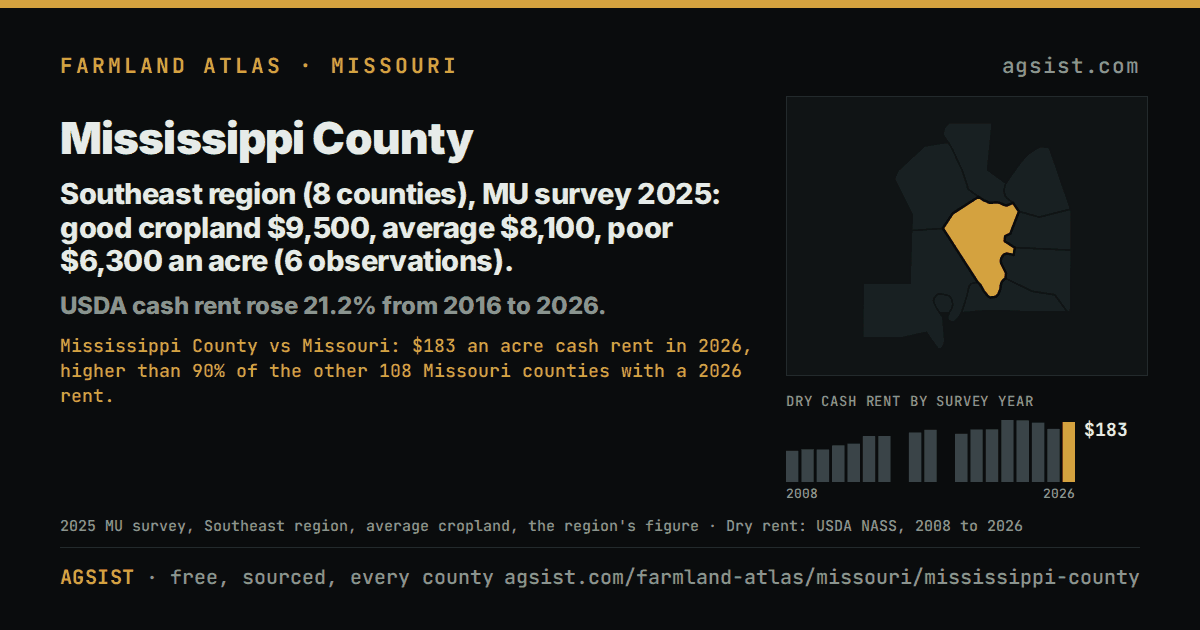 FARMLAND ATLAS · MISSOURI
agsist.com
Mississippi County
Southeast region (8 counties), MU survey 2025:
good cropland $9,500, average $8,100, poor
$6,300 an acre (6 observations).
USDA cash rent rose 21.2% from 2016 to 2026.
Mississippi County vs Missouri: $183 an acre cash rent in 2026,
higher than 90% of the other 108 Missouri counties with a 2026
rent.
DRY CASH RENT BY SURVEY YEAR
$183
2008
2026
2025 MU survey, Southeast region, average cropland, the region's figure · Dry rent: USDA NASS, 2008 to 2026
AGSIST · free, sourced, every county agsist.com/farmland-atlas/missouri/mississippi-county